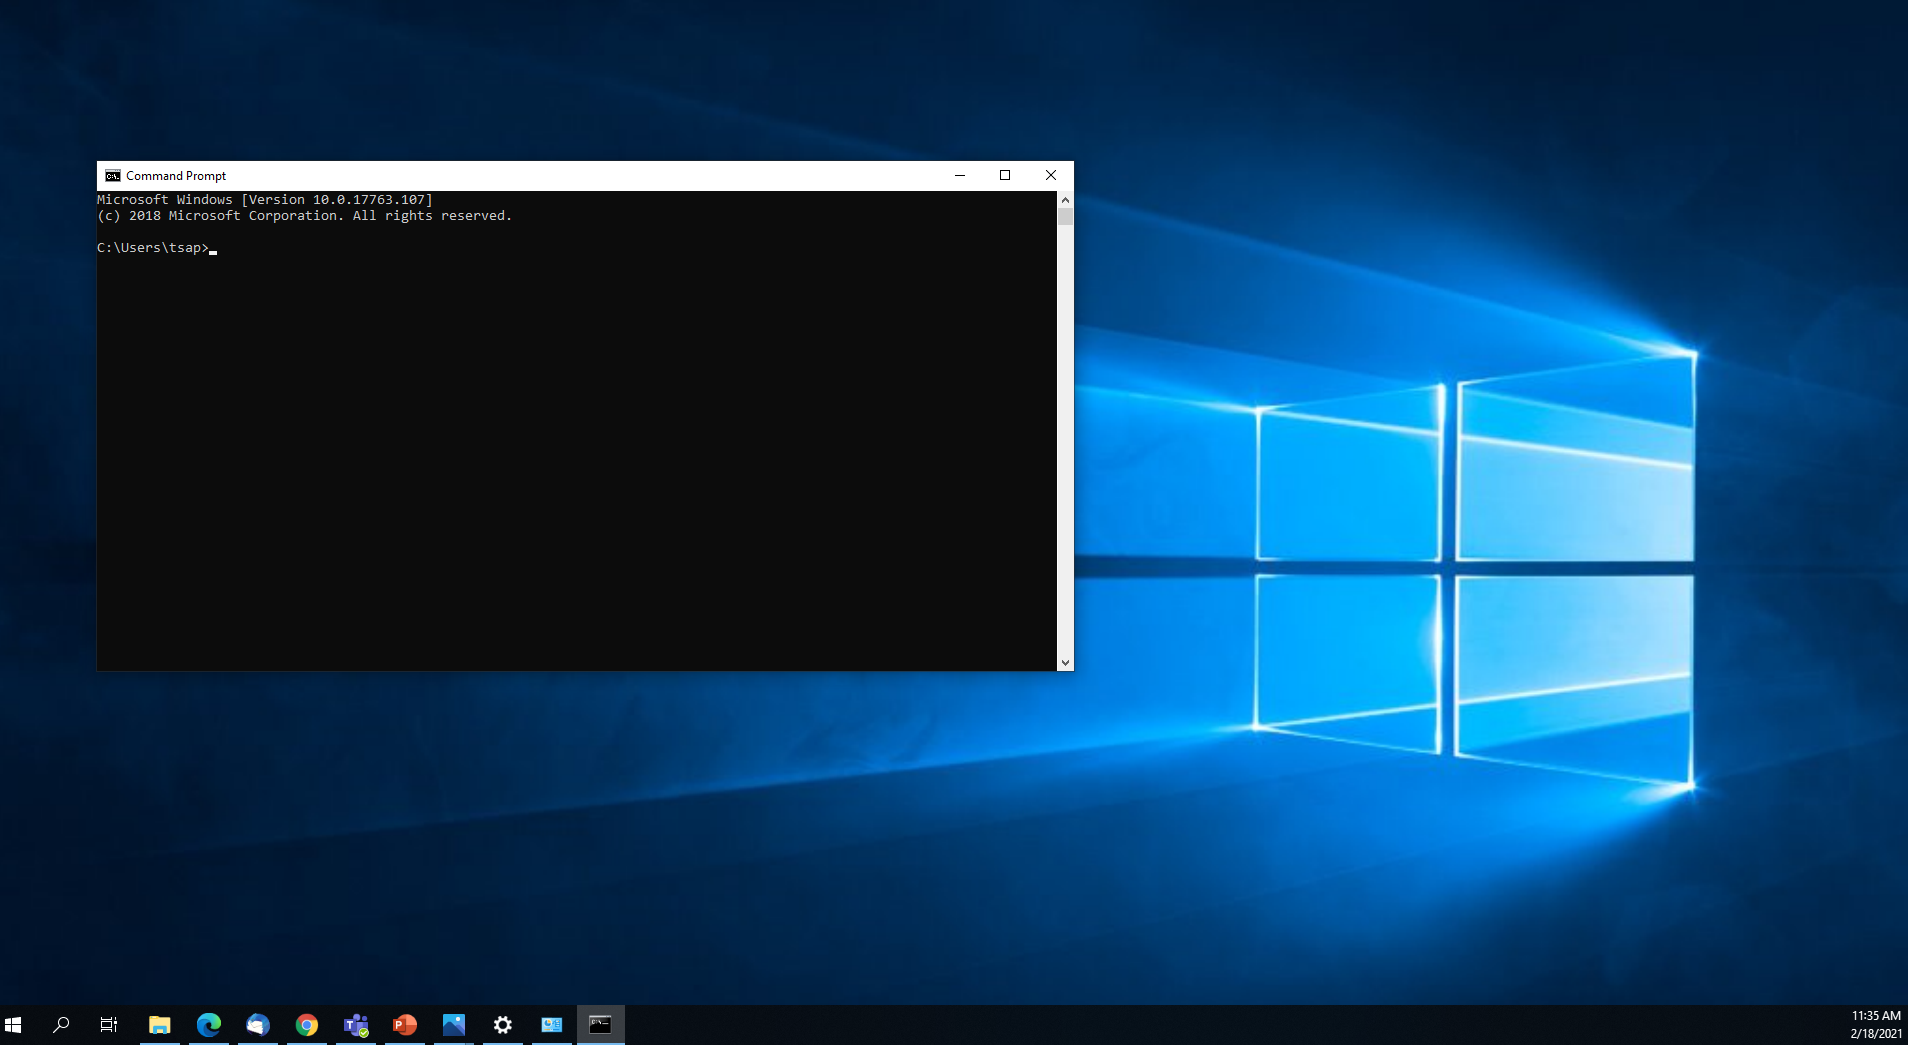 Command Prompt
Microsoft Windows [Version 10.0.17763.107]
(c) 2018 Microsoft Corporation. All rights reserved.
C:\Users\tsap>
11:35 AM
2/18/2021